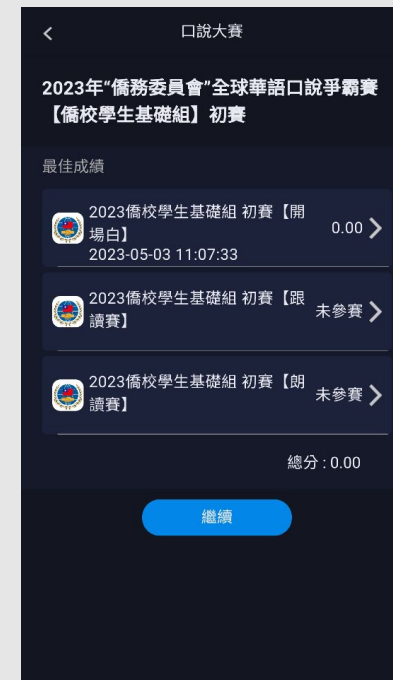 口說大賽
2023年“僑務委員會”全球華語口說爭霸賽
【僑校學生基礎組】初賽
最佳成績
2023僑校學生基礎組 初賽【開
場白】
2023-05-03 11:07:33
0.00
2023僑校學生基礎組 初賽【跟
讀賽】
未參賽
2023僑校學生基礎組 初賽【朗
讀賽】
未參賽
總分 : 0.00
繼續